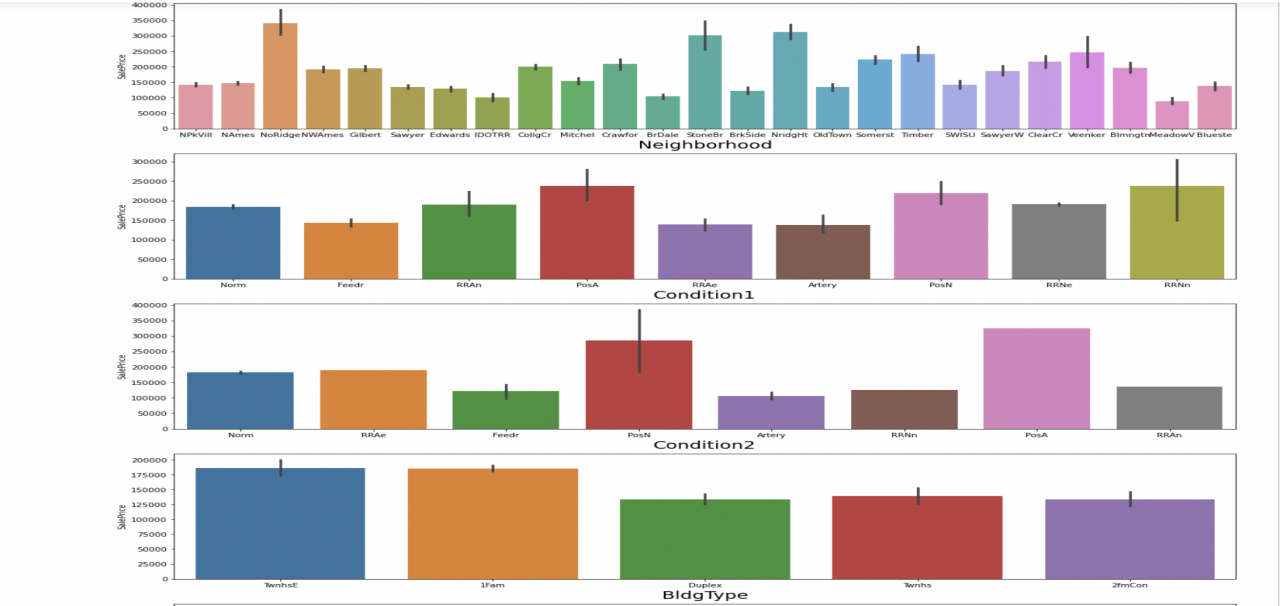 400000
350000
300000
250000
200000
150000
100000
50000
0
SalePrice
NPkVill NAmes NoRidge NWAmes Gilbert Sawyer Edwards IDOTRR CollgCr Mitchel Crawfor BrDale StoneBr BrkSide NridgHt OldTown Somerst Timber SWISU SawyerW ClearCr Veenker Blmngtn MeadowV Blueste
Neighborhood
300000
250000
200000
150000
100000
50000
0
SalePrice
Norm Feedr RRAn PosA RRAe Artery PosN RRNe RRNn
Condition1
400000
350000
300000
250000
200000
150000
100000
50000
0
SalePrice
Norm RRAe Feedr PosN Artery RRNn PosA RRAn
Condition2
200000
175000
150000
125000
100000
75000
50000
25000
0
SalePrice
TwnhsE 1Fam Duplex Twnhs 2fmCon
BldgType